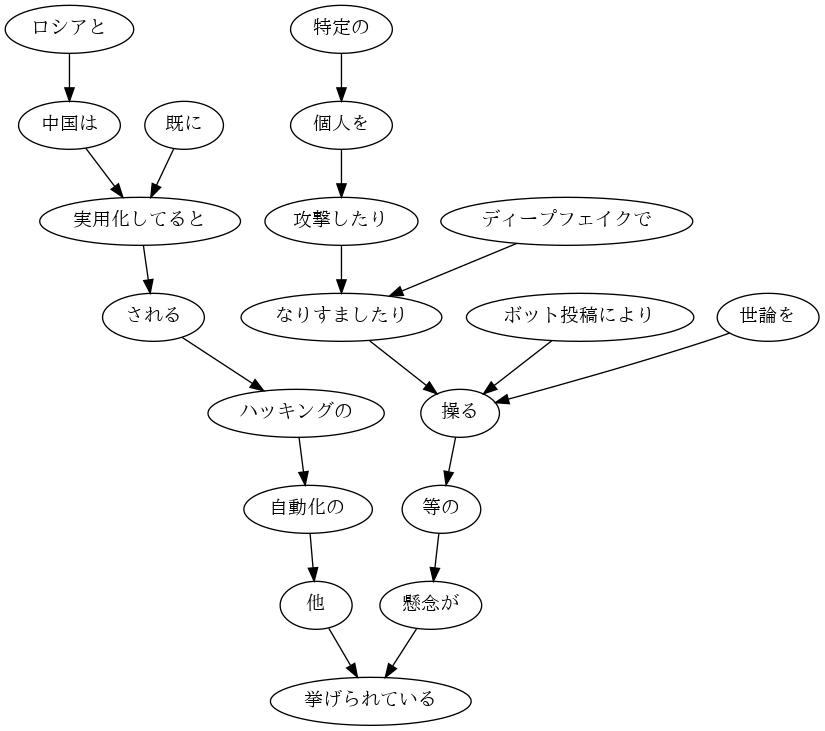 ロシアと
特定の
中国は
既に
個人を
実用化してると
攻撃したり
ディープフェイクで
される
なりすましたり
ボット投稿により
世論を
ハッキングの
操る
自動化の
等の
他
懸念が
挙げられている